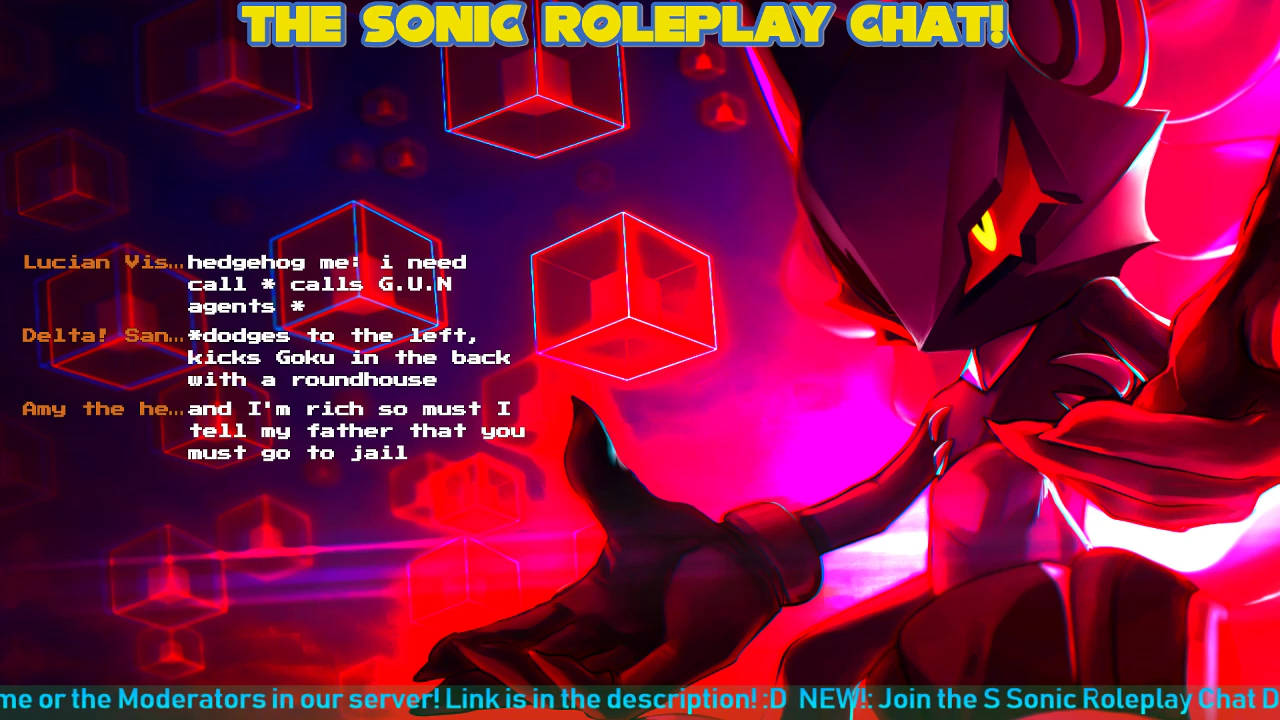 THE SONIC ROLEPLAY CHAT!
Lucian Vis… hedgehog me: i need
call * calls G.U.N
agents *
Delta! San… *dodges to the left,
kicks Goku in the back
with a roundhouse
Amy the he… and I'm rich so must I
tell my father that you
must go to jail
me or the Moderators in our server! Link is in the description! :D NEW!: Join the S Sonic Roleplay Chat D